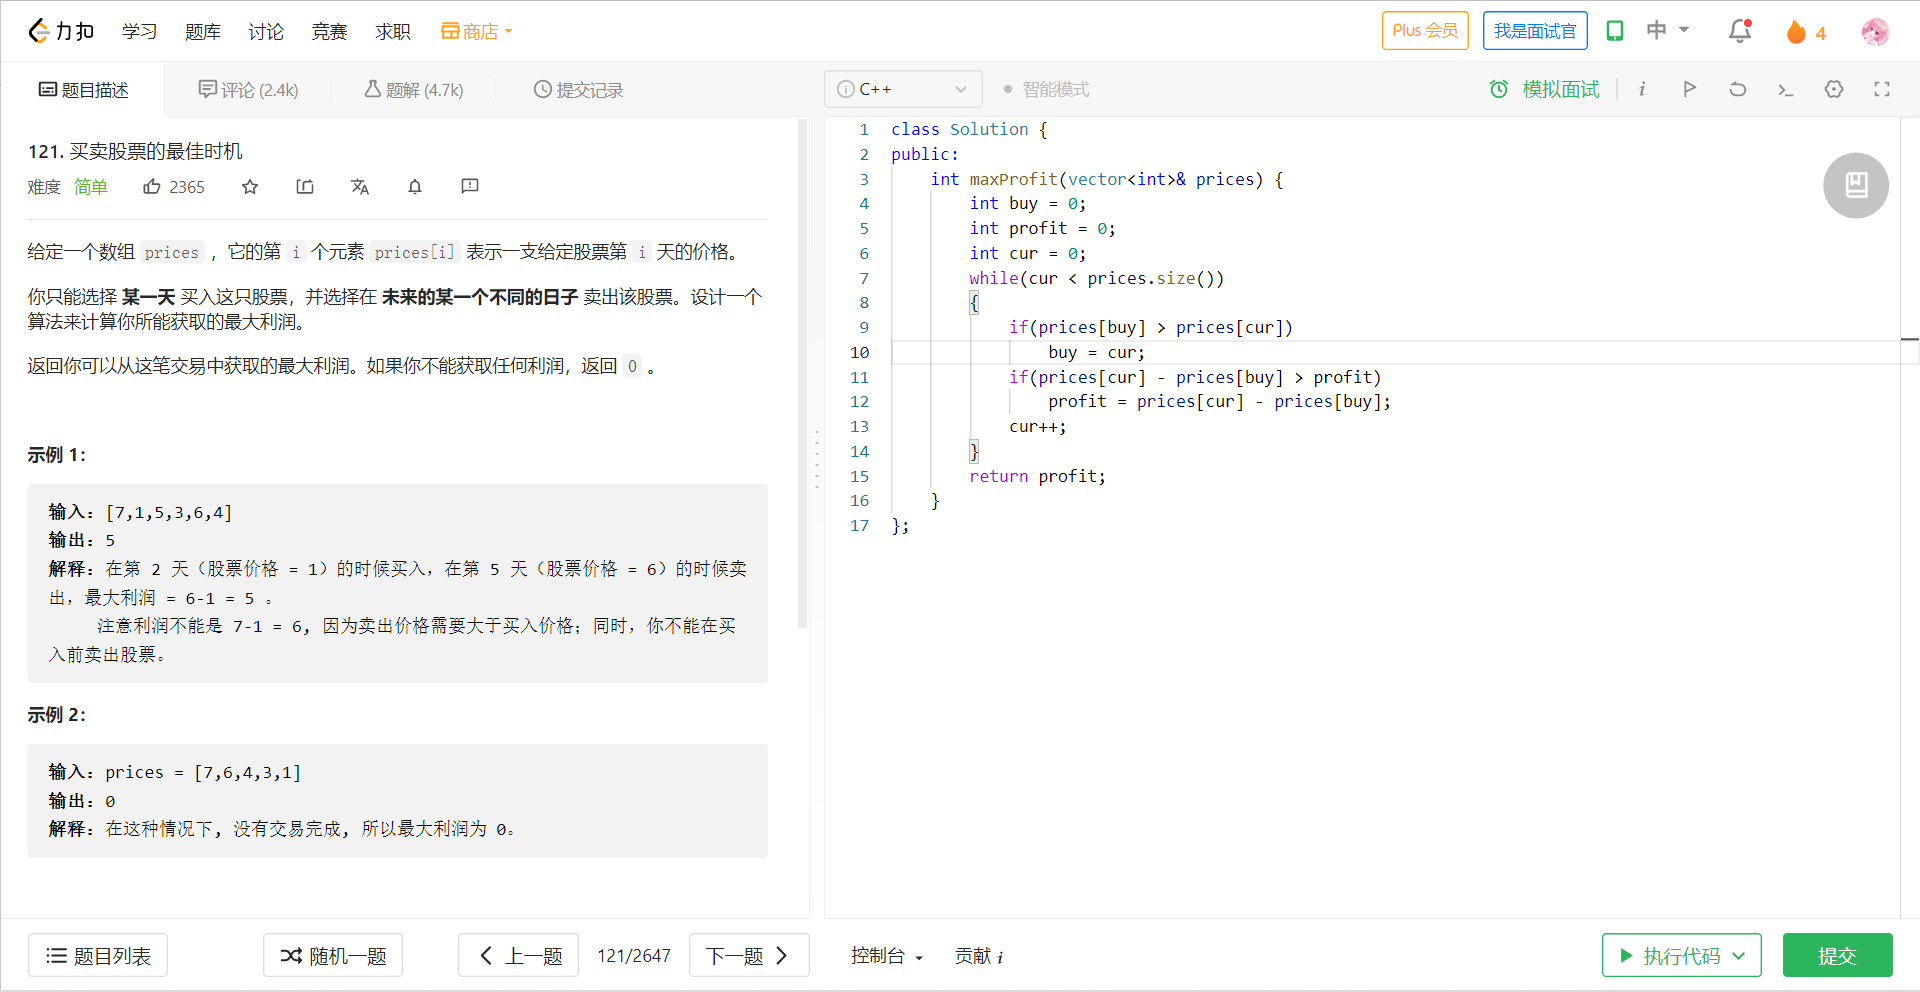 力扣 学习 题库 讨论 竞赛 求职 商店 Plus 会员 我是面试官 中 4
题目描述 评论 (2.4k) 题解 (4.7k) 提交记录
121. 买卖股票的最佳时机
难度 简单 2365
给定一个数组 prices ，它的第 i 个元素 prices[i] 表示一支给定股票第 i 天的价格。
你只能选择 某一天 买入这只股票，并选择在 未来的某一个不同的日子 卖出该股票。设计一个
算法来计算你所能获取的最大利润。
返回你可以从这笔交易中获取的最大利润。如果你不能获取任何利润，返回 0 。
示例 1：
输入：[7,1,5,3,6,4]
输出：5
解释：在第 2 天（股票价格 = 1）的时候买入，在第 5 天（股票价格 = 6）的时候卖
出，最大利润 = 6-1 = 5 。
注意利润不能是 7-1 = 6, 因为卖出价格需要大于买入价格；同时，你不能在买
入前卖出股票。
示例 2：
输入：prices = [7,6,4,3,1]
输出：0
解释：在这种情况下, 没有交易完成, 所以最大利润为 0。
题目列表 随机一题 上一题 121/2647 下一题
C++ 智能模式 模拟面试 i
1 class Solution {
2 public:
3 int maxProfit(vector<int>& prices) {
4 int buy = 0;
5 int profit = 0;
6 int cur = 0;
7 while(cur < prices.size())
8 {
9 if(prices[buy] > prices[cur])
10 buy = cur;
11 if(prices[cur] - prices[buy] > profit)
12 profit = prices[cur] - prices[buy];
13 cur++;
14 }
15 return profit;
16 }
17 };
控制台 贡献 i 执行代码 提交